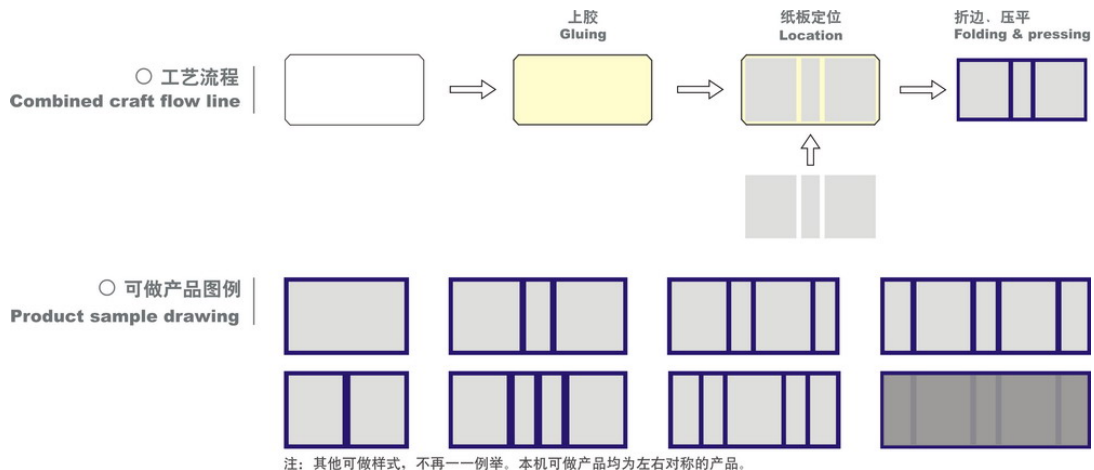 上胶
Gluing
纸板定位
Location
折边．压平
Folding & pressing
○ 工艺流程
Combined craft flow line
○ 可做产品图例
Product sample drawing
注：其他可做样式，不再一一例举。本机可做产品均为左右对称的产品。